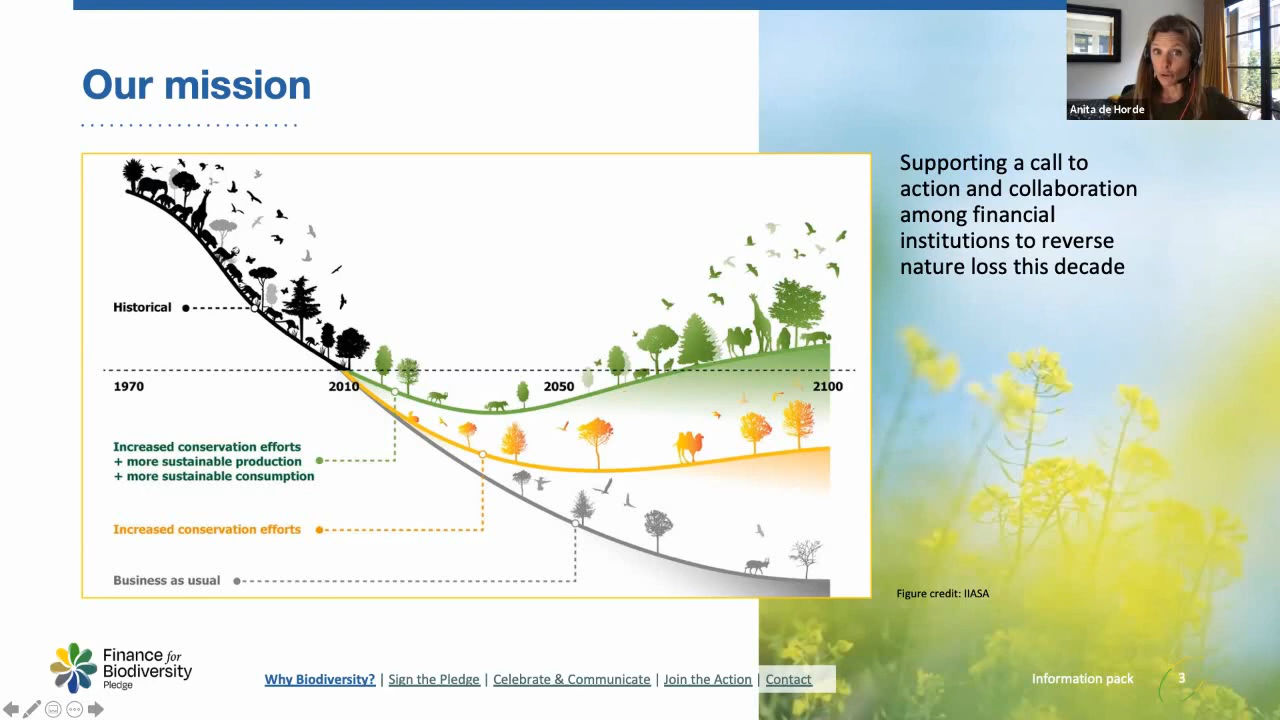 Our mission
Anita de Horde
Supporting a call to
action and collaboration
among financial
institutions to reverse
nature loss this decade
Historical
1970
2010
2050
2100
Increased conservation efforts
+ more sustainable production
+ more sustainable consumption
Increased conservation efforts
Business as usual
Figure credit: IIASA
Finance for
Biodiversity
Pledge
Why Biodiversity? | Sign the Pledge | Celebrate & Communicate | Join the Action | Contact
Information pack
3